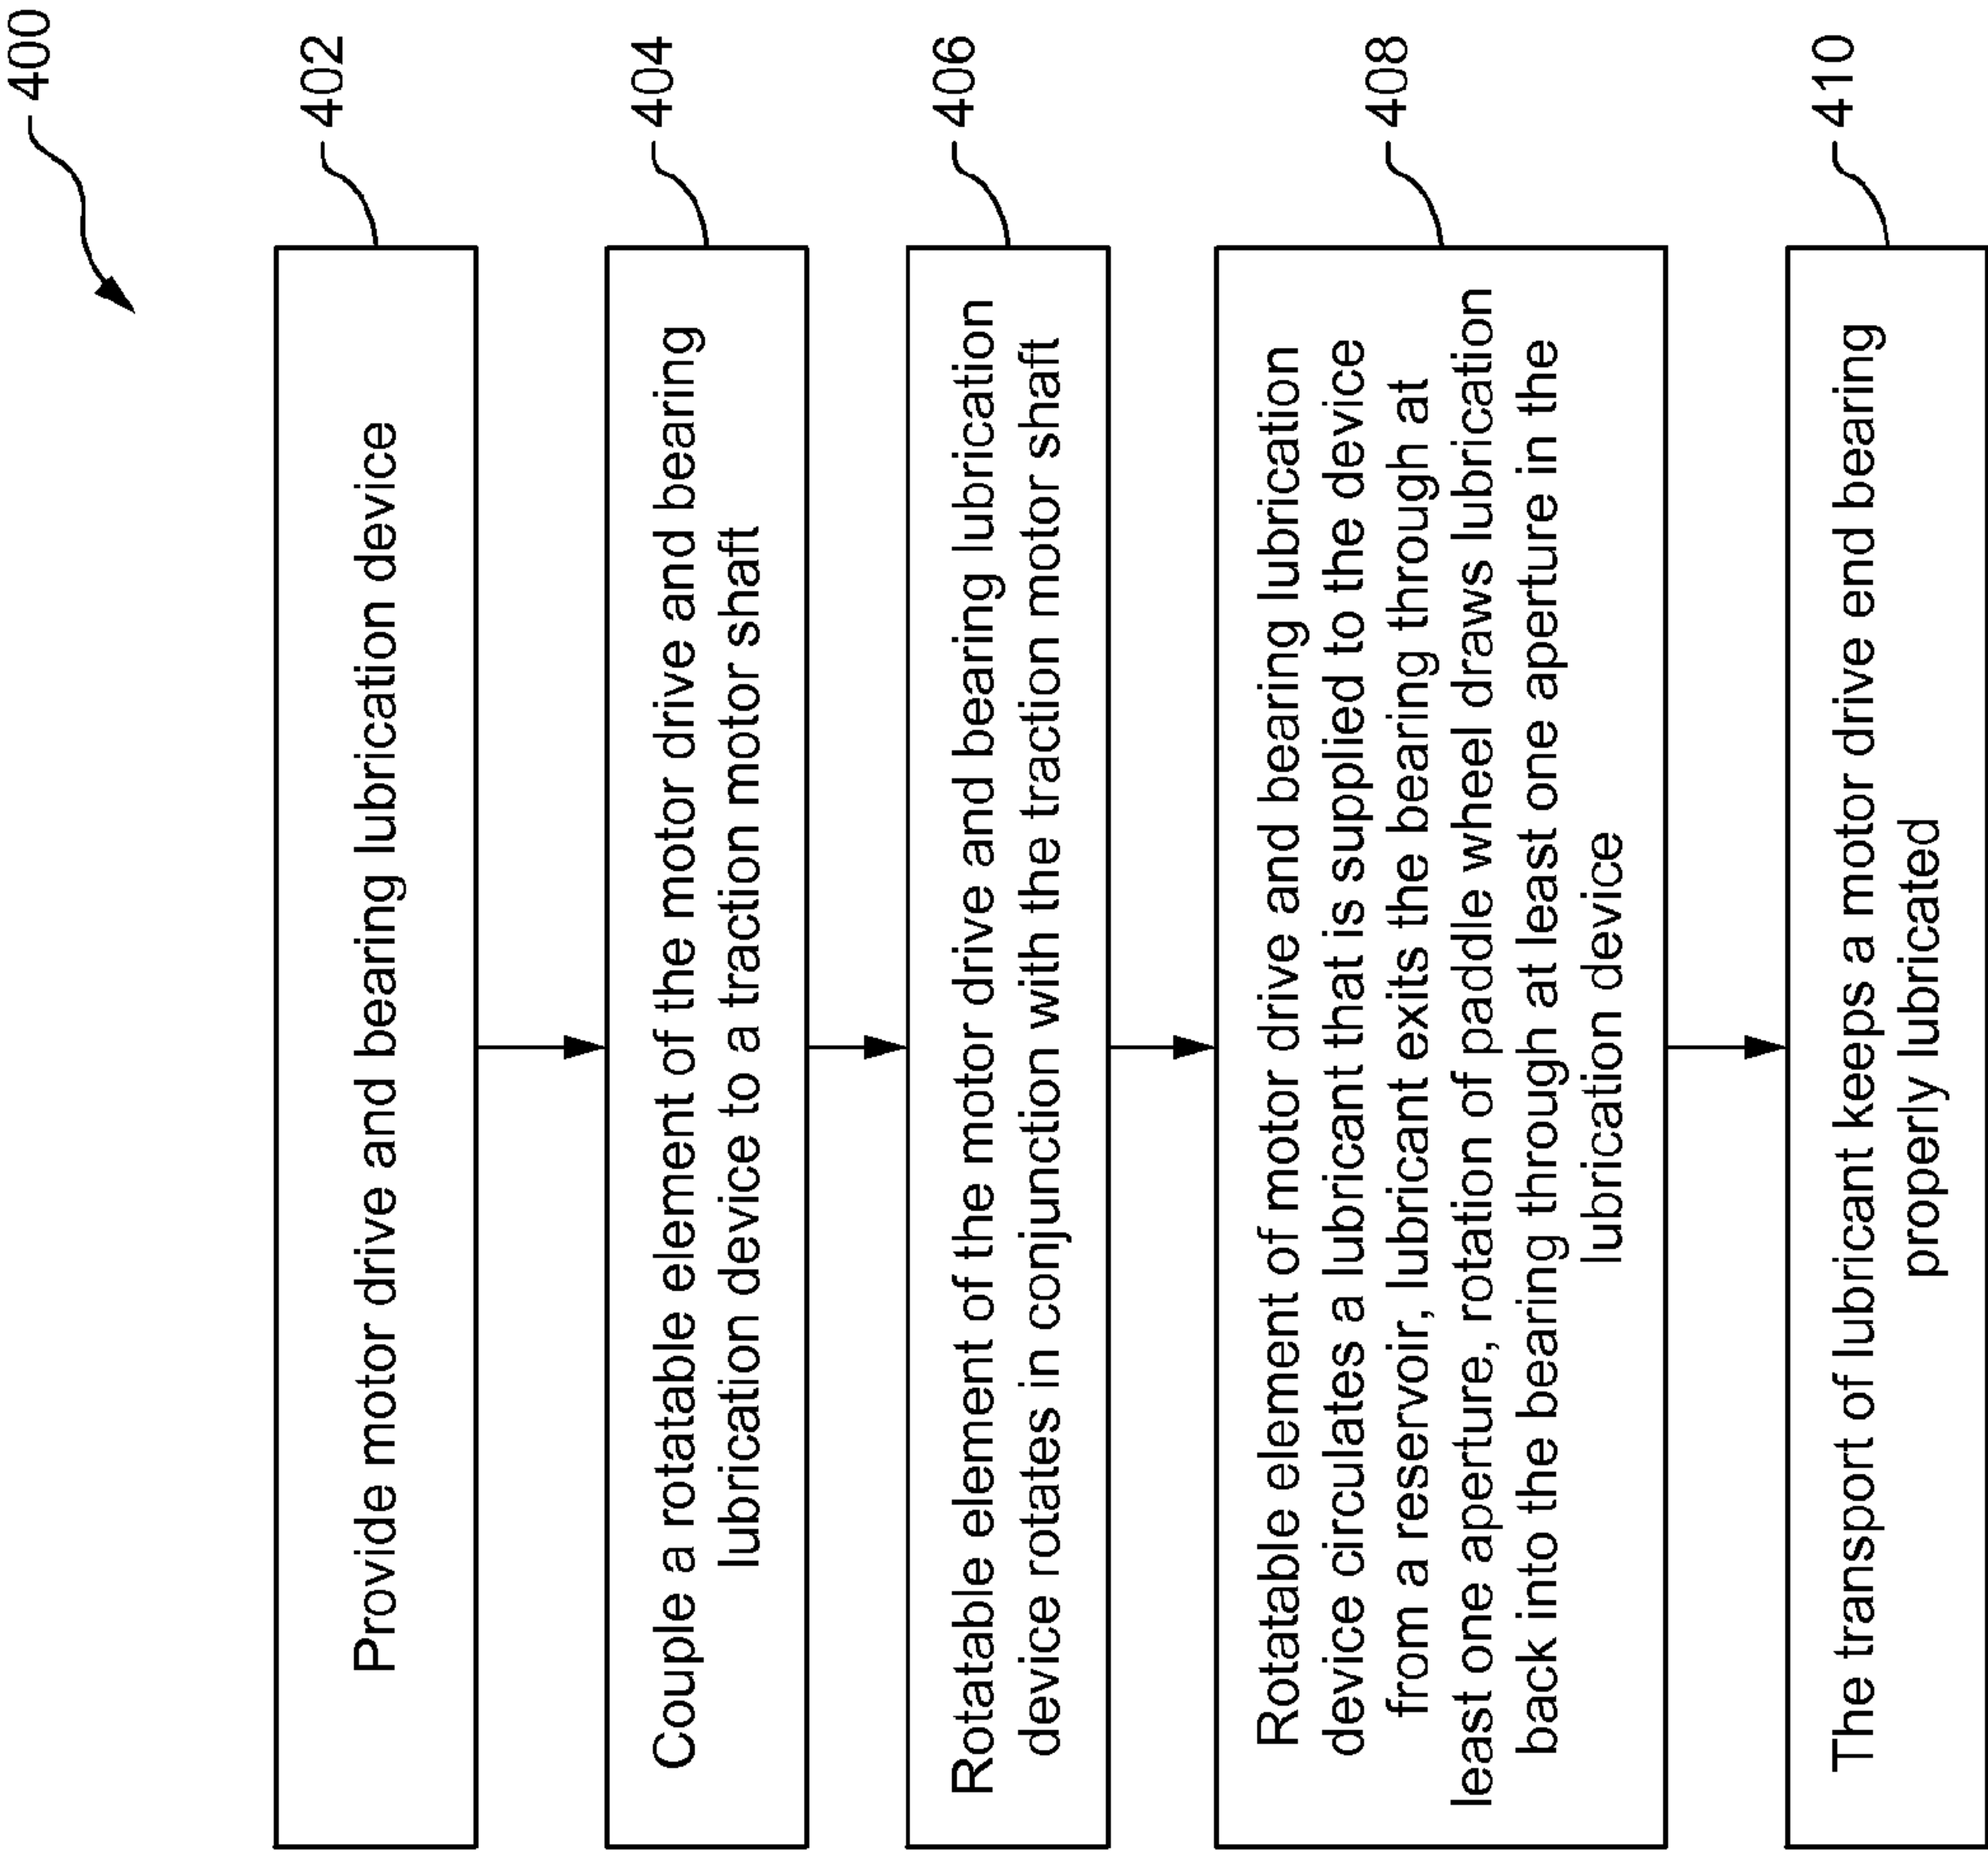 400
402
Provide motor drive and bearing lubrication device
404
Couple a rotatable element of the motor drive and bearing
lubrication device to a traction motor shaft
406
Rotatable element of the motor drive and bearing lubrication
device rotates in conjunction with the traction motor shaft
408
Rotatable element of motor drive and bearing lubrication
device circulates a lubricant that is supplied to the device
from a reservoir, lubricant exits the bearing through at
least one aperture, rotation of paddle wheel draws lubrication
back into the bearing through at least one aperture in the
lubrication device
410
The transport of lubricant keeps a motor drive end bearing
properly lubricated